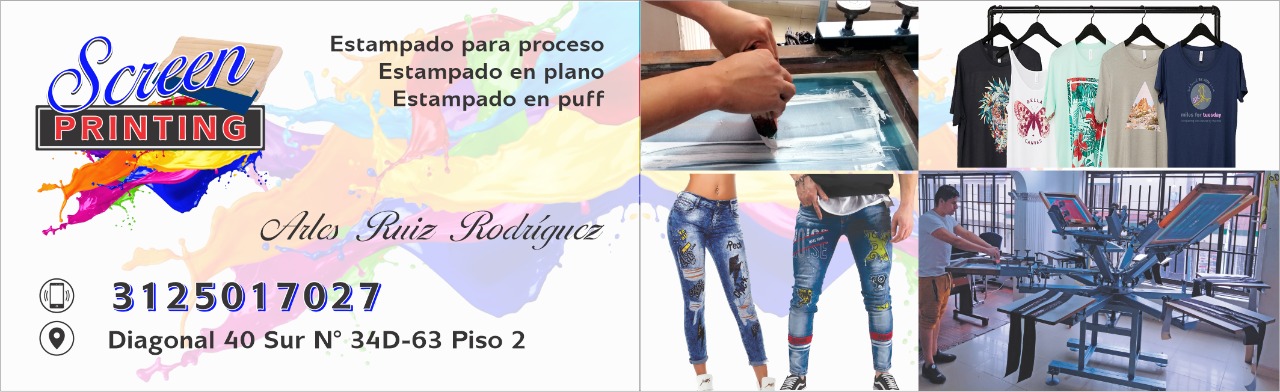 Screen
PRINTING
Estampado para proceso
Estampado en plano
Estampado en puff
Arles Ruiz Rodríguez
3125017027
Diagonal 40 Sur N° 34D-63 Piso 2